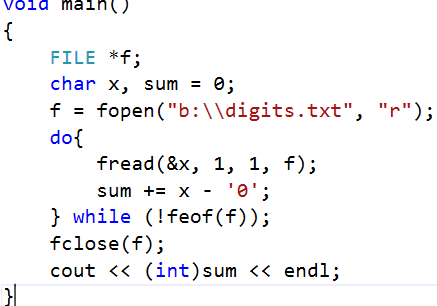 void main()
{
FILE *f;
char x, sum = 0;
f = fopen("b:\\digits.txt", "r");
do{
fread(&x, 1, 1, f);
sum += x - '0';
} while (!feof(f));
fclose(f);
cout << (int)sum << endl;
}